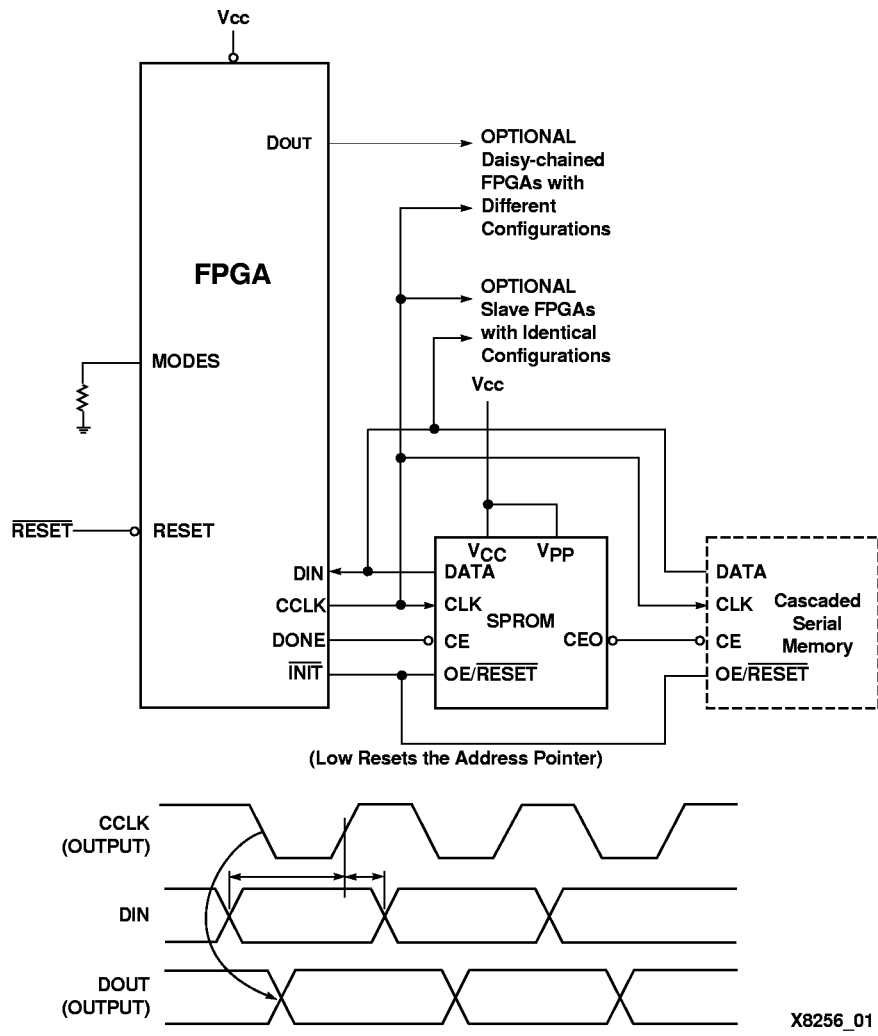 Vcc
DOUT
OPTIONAL
Daisy-chained
FPGAs with
Different
Configurations
FPGA
OPTIONAL
Slave FPGAs
with Identical
Configurations
MODES
Vcc
RESET
RESET
VCC VPP
DIN
DATA
DATA
CCLK
CLK
SPROM
CLK
Cascaded
Serial
Memory
DONE
CE
CEO
CE
INIT
OE/RESET
OE/RESET
(Low Resets the Address Pointer)
CCLK
(OUTPUT)
DIN
DOUT
(OUTPUT)
X8256_01